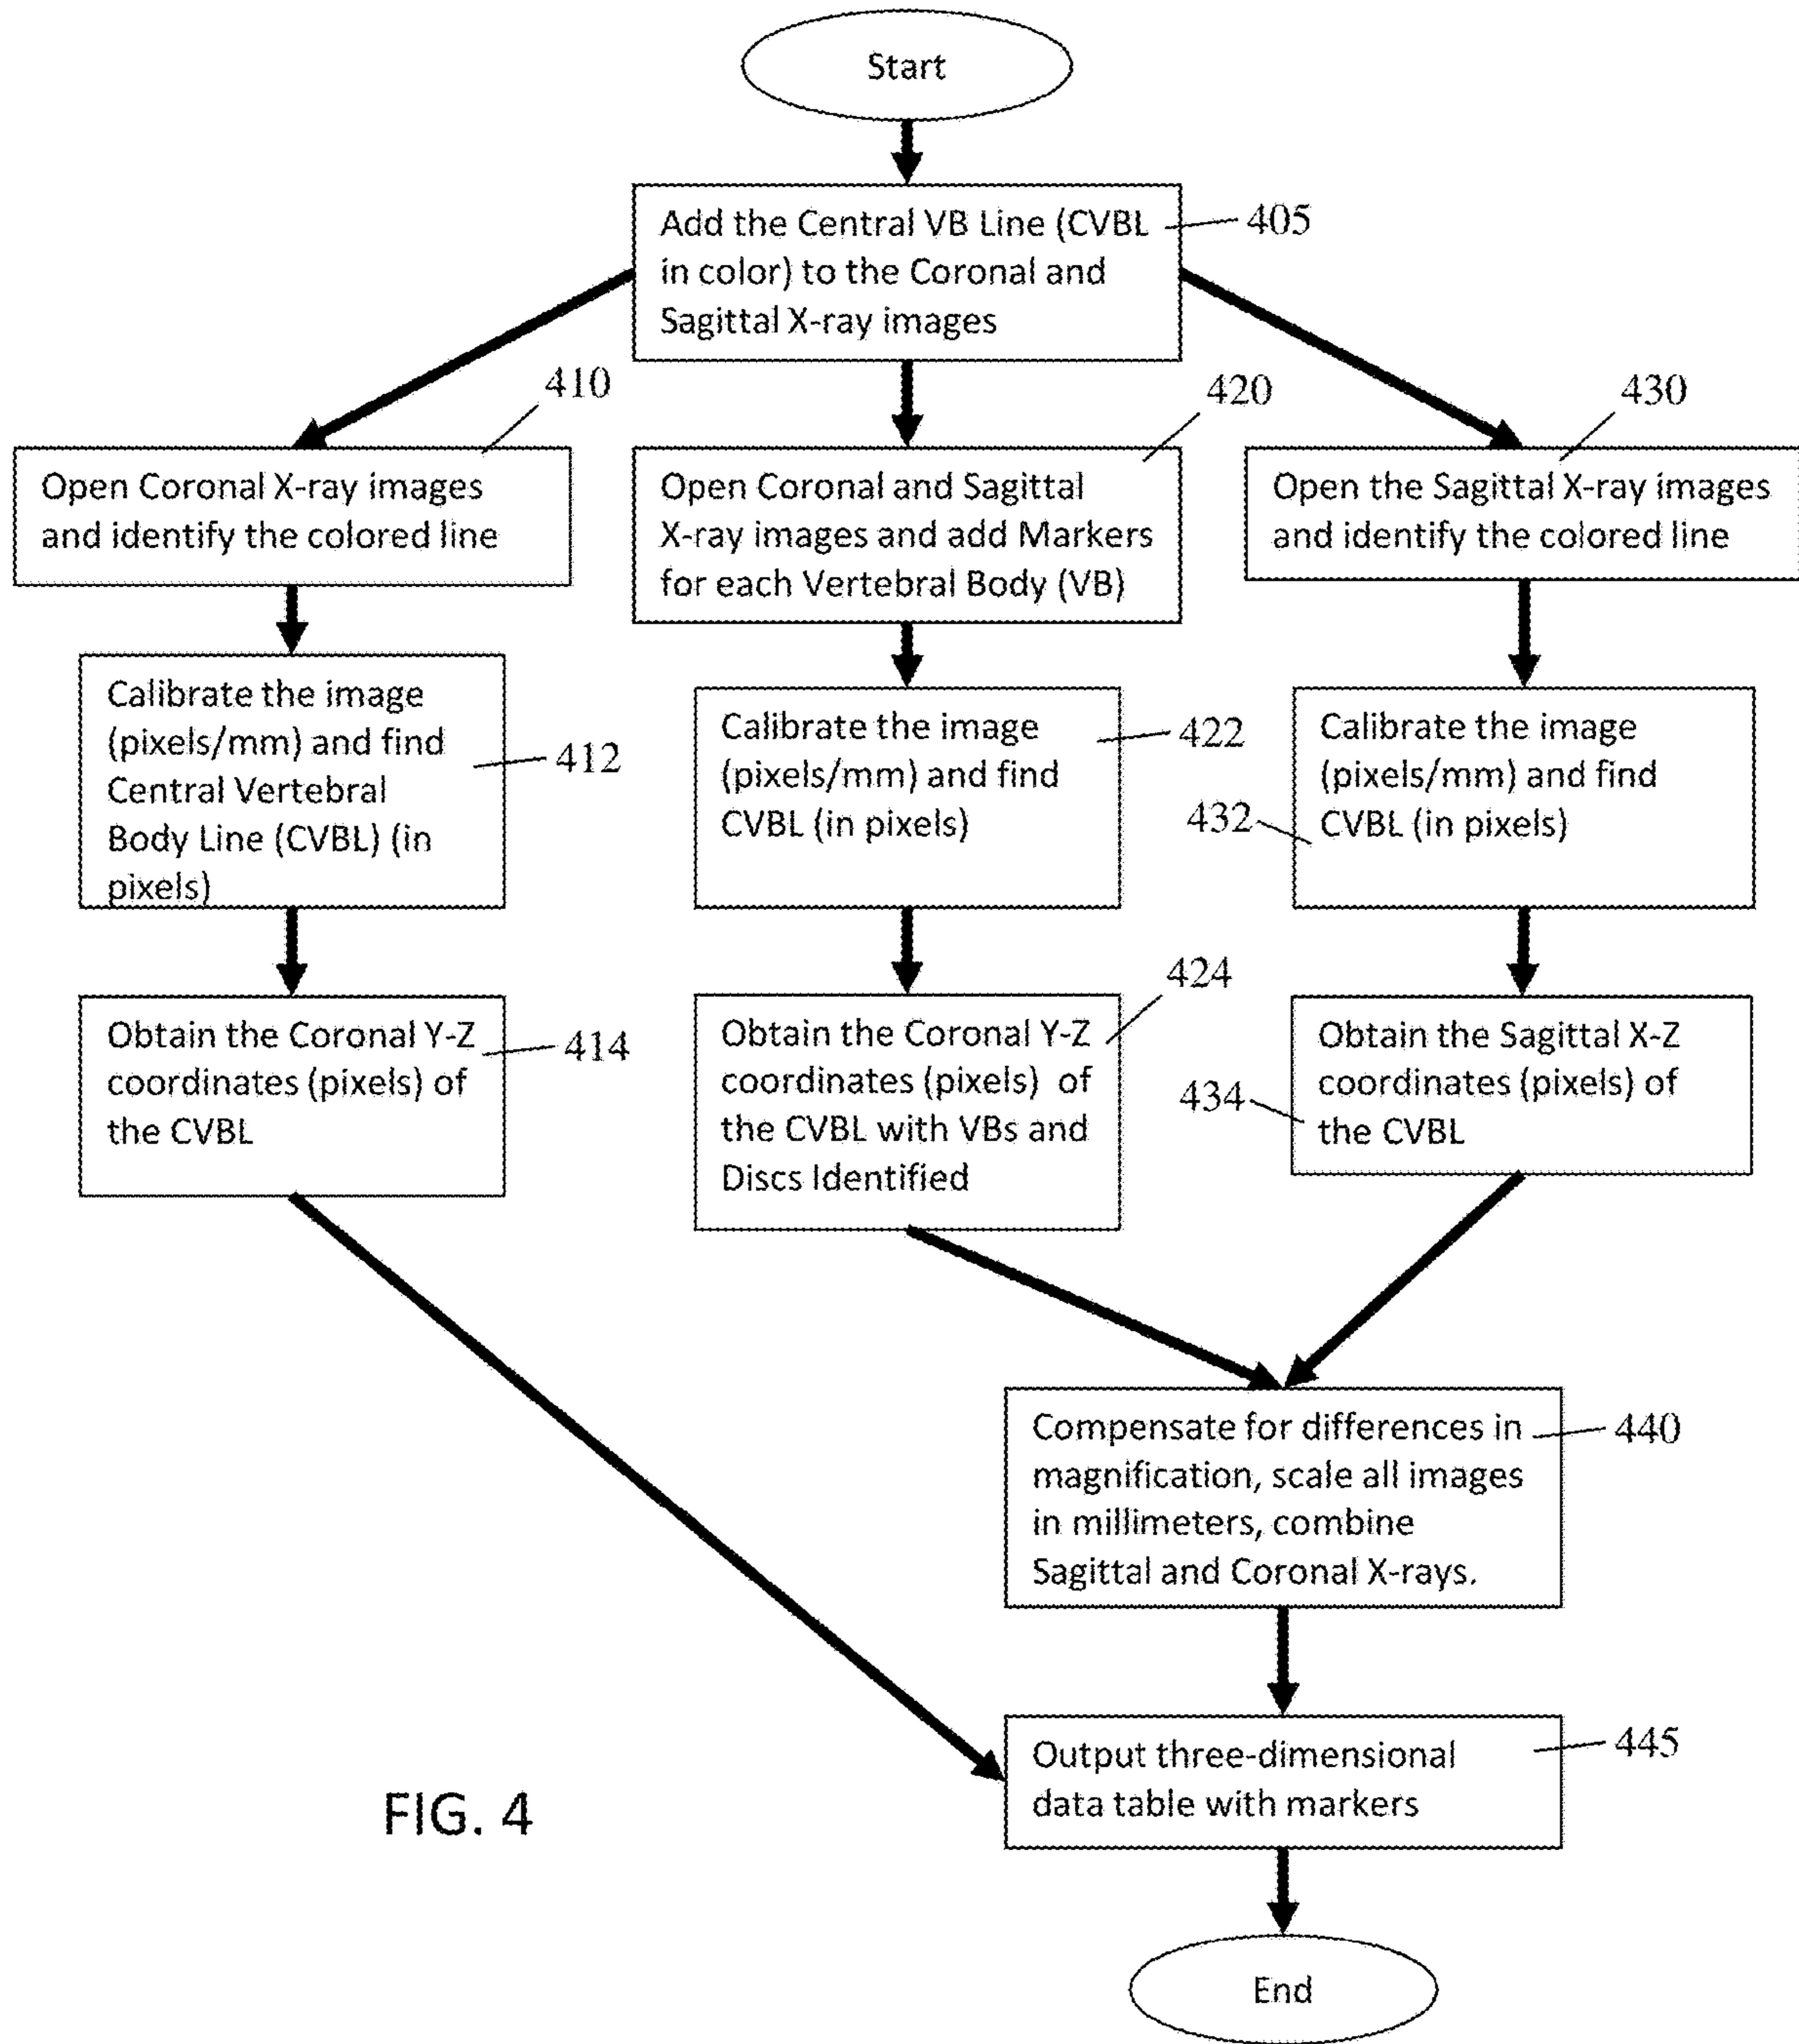 Start
Add the Central VB Line (CVBL
in color) to the Coronal and
Sagittal X-ray images
405
410
Open Coronal X-ray images
and identify the colored line
420
Open Coronal and Sagittal
X-ray images and add Markers
for each Vertebral Body (VB)
430
Open the Sagittal X-ray images
and identify the colored line
Calibrate the image
(pixels/mm) and find
Central Vertebral
Body Line (CVBL) (in
pixels)
412
Calibrate the image
(pixels/mm) and find
CVBL (in pixels)
422
Calibrate the image
(pixels/mm) and find
CVBL (in pixels)
432
Obtain the Coronal Y-Z
coordinates (pixels) of
the CVBL
414
424
Obtain the Coronal Y-Z
coordinates (pixels) of
the CVBL with VBs and
Discs Identified
Obtain the Sagittal X-Z
coordinates (pixels) of
the CVBL
434
Compensate for differences in
magnification, scale all images
in millimeters, combine
Sagittal and Coronal X-rays.
440
Output three-dimensional
data table with markers
445
FIG. 4
End